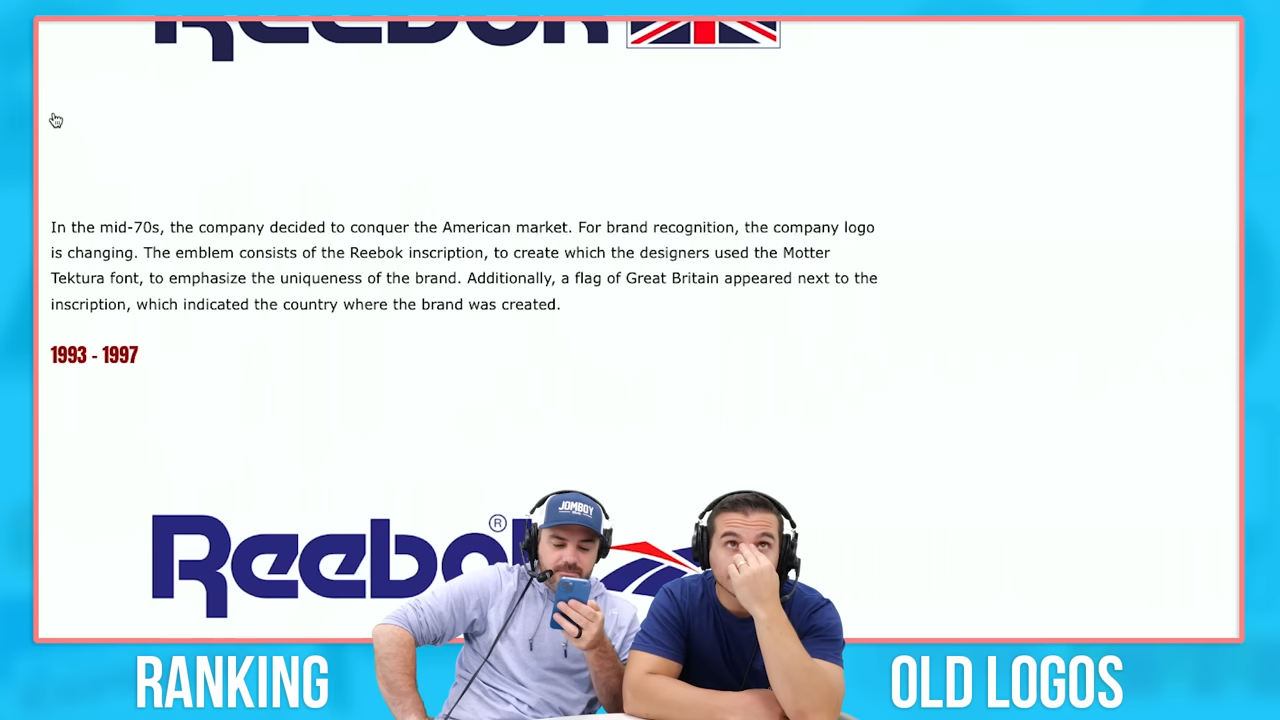 Reebok
In the mid-70s, the company decided to conquer the American market. For brand recognition, the company logo
is changing. The emblem consists of the Reebok inscription, to create which the designers used the Motter
Tektura font, to emphasize the uniqueness of the brand. Additionally, a flag of Great Britain appeared next to the
inscription, which indicated the country where the brand was created.
1993 - 1997
Reebok ®
JOMBOY
RANKING
OLD LOGOS